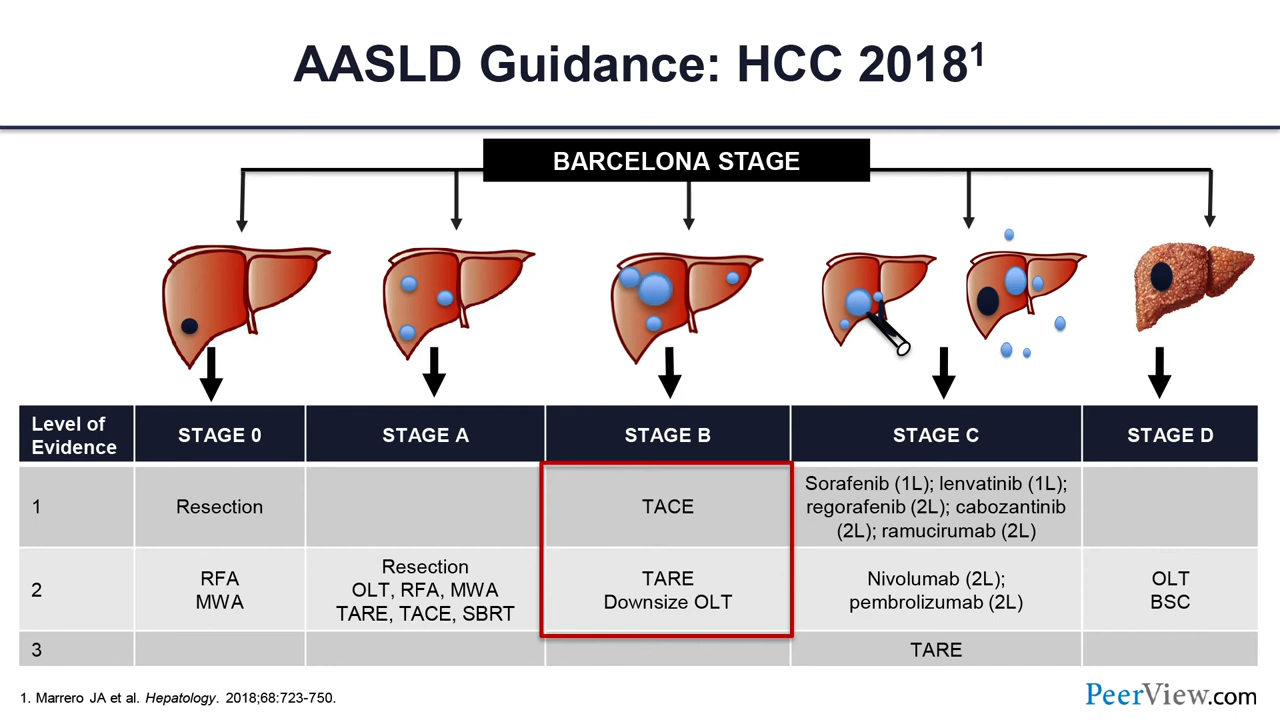 AASLD Guidance: HCC 2018¹
BARCELONA STAGE
Level of
Evidence
STAGE 0
STAGE A
STAGE B
STAGE C
STAGE D
1
Resection
TACE
Sorafenib (1L); lenvatinib (1L);
regorafenib (2L); cabozantinib
(2L); ramucirumab (2L)
2
RFA
MWA
Resection
OLT, RFA, MWA
TARE, TACE, SBRT
TARE
Downsize OLT
Nivolumab (2L);
pembrolizumab (2L)
OLT
BSC
3
TARE
1. Marrero JA et al. Hepatology. 2018;68:723-750.
PeerView.com